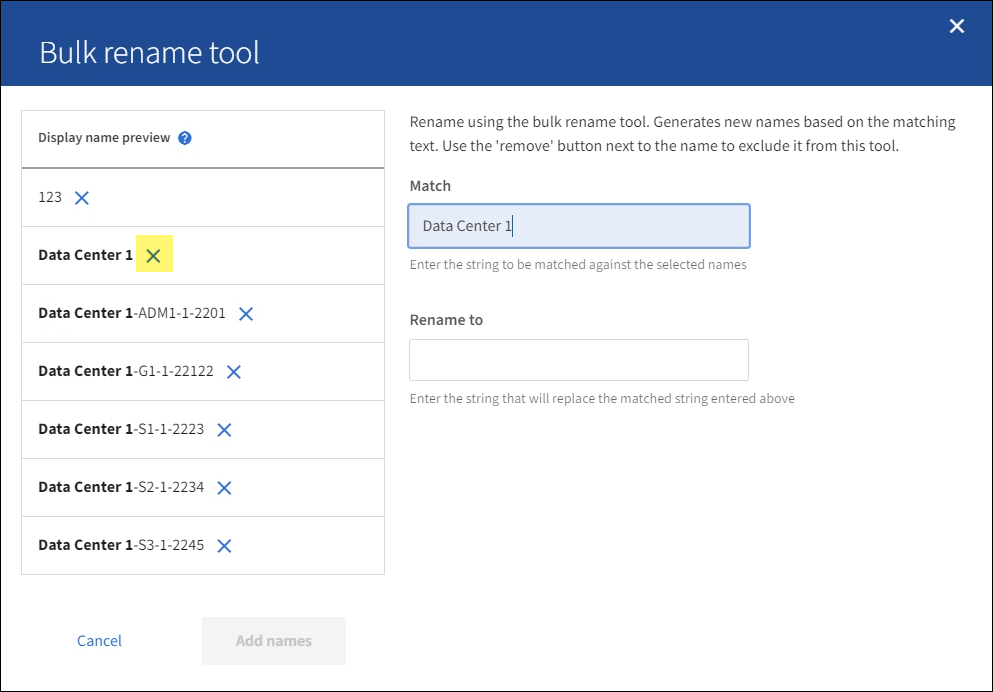 Bulk rename tool
Display name preview ?
123
Data Center 1
Data Center 1-ADM1-1-2201
Data Center 1-G1-1-22122
Data Center 1-S1-1-2223
Data Center 1-S2-1-2234
Data Center 1-S3-1-2245
Cancel
Add names
Rename using the bulk rename tool. Generates new names based on the matching
text. Use the 'remove' button next to the name to exclude it from this tool.
Match
Data Center 1
Enter the string to be matched against the selected names
Rename to
Enter the string that will replace the matched string entered above